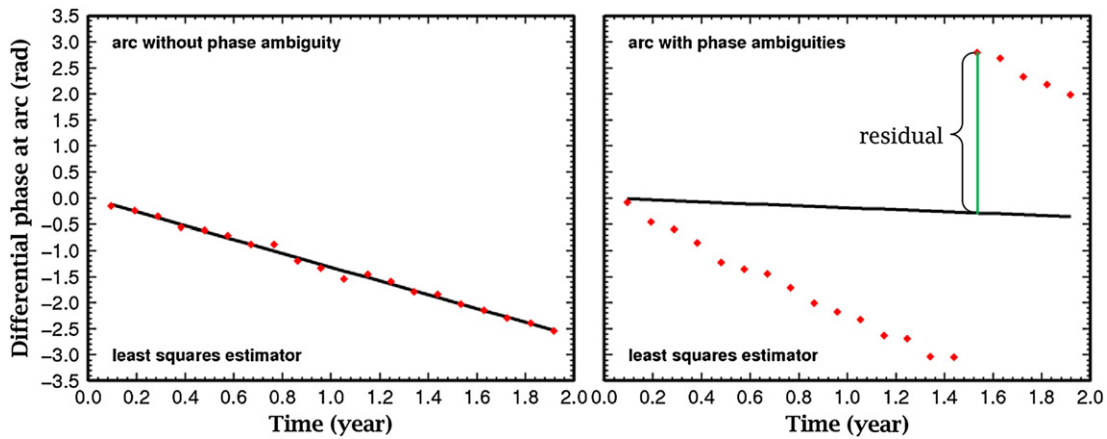 Differential phase at arc (rad)
3.5
3.0
2.5
2.0
1.5
1.0
0.5
0.0
−0.5
−1.0
−1.5
−2.0
−2.5
−3.0
−3.5
arc without phase ambiguity
least squares estimator
0.0 0.2 0.4 0.6 0.8 1.0 1.2 1.4 1.6 1.8 2.0
Time (year)
arc with phase ambiguities
residual
least squares estimator
0.0 0.2 0.4 0.6 0.8 1.0 1.2 1.4 1.6 1.8 2.0
Time (year)